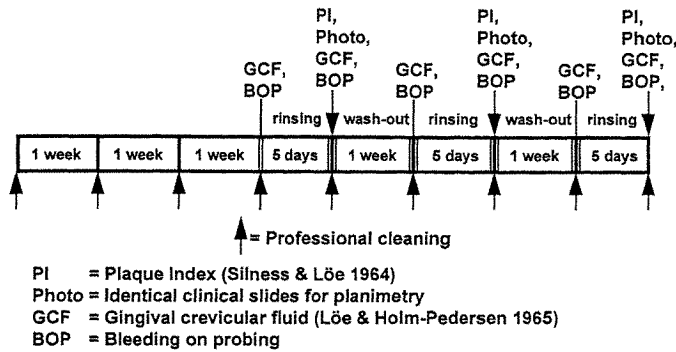 PI,
Photo,
GCF,
BOP
PI,
Photo,
GCF,
BOP
PI,
Photo,
GCF,
BOP,
GCF,
BOP
GCF,
BOP
GCF,
BOP
rinsing wash-out rinsing wash-out rinsing
1 week 1 week 1 week 5 days 1 week 5 days 1 week 5 days
= Professional cleaning
PI = Plaque Index (Silness & Löe 1964)
Photo = Identical clinical slides for planimetry
GCF = Gingival crevicular fluid (Löe & Holm-Pedersen 1965)
BOP = Bleeding on probing